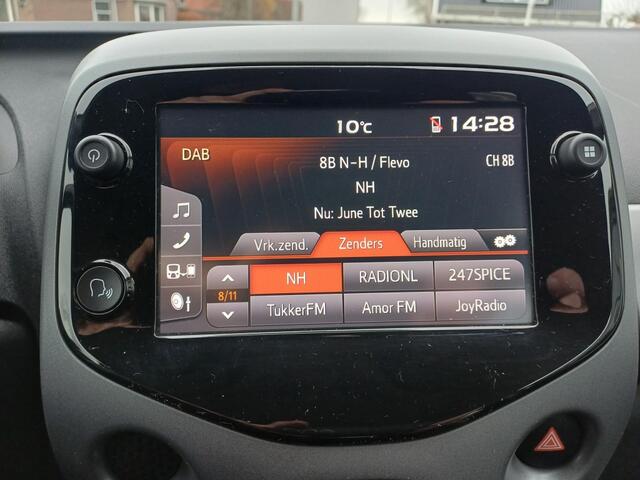 10°C 14:28
DAB 8B N-H / Flevo CH 8B
NH
Nu: June Tot Twee
Vrk.zend. Zenders Handmatig
NH RADIONL 247SPICE
8/11
TukkerFM Amor FM JoyRadio